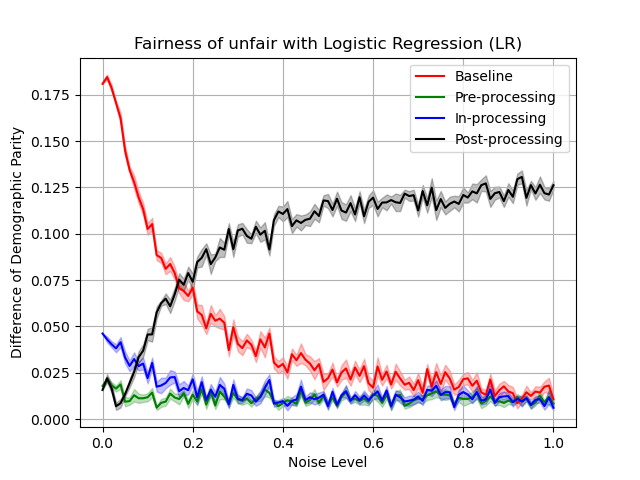 Fairness of unfair with Logistic Regression (LR)
Baseline
Pre-processing
In-processing
Post-processing
Difference of Demographic Parity
0.175
0.150
0.125
0.100
0.075
0.050
0.025
0.000
0.0 0.2 0.4 0.6 0.8 1.0
Noise Level